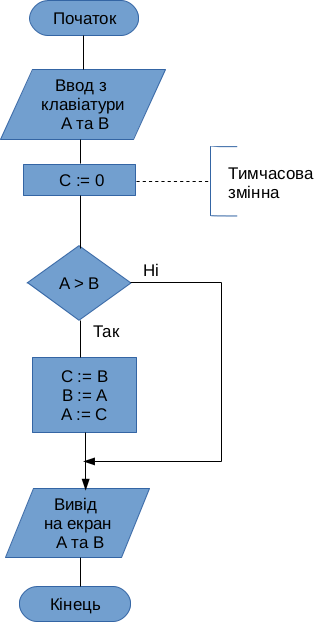 Початок
Ввод з
клавіатури
А та В
C := 0
Тимчасова
змінна
A > B
Ні
Так
C := B
B := A
A := C
Вивід
на екран
А та В
Кінець